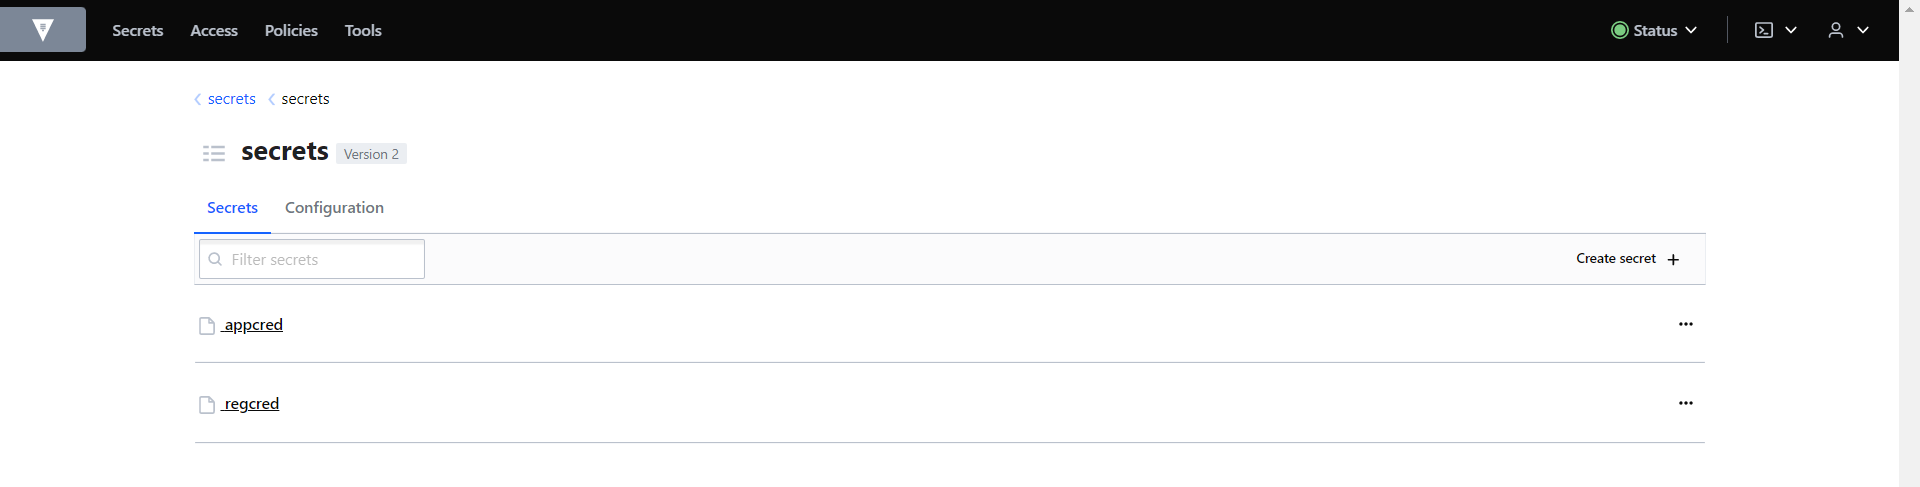 Secrets Access Policies Tools Status
secrets secrets
secrets Version 2
Secrets Configuration
Filter secrets Create secret
appcred
regcred